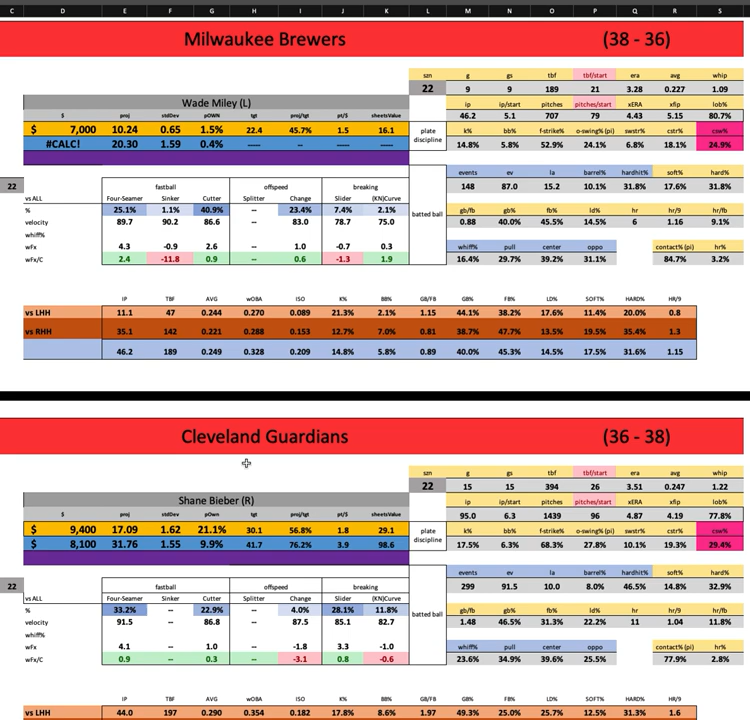 C D E F G H I J K L M N O P Q R S
Milwaukee Brewers (38 - 36)
szn g gs tbf tbf/start era avg whip
22 9 9 189 21 3.28 0.227 1.09
Wade Miley (L) ip ip/start pitches pitches/start xERA xfip lob%
$ proj stdDev pOWN tgt proj/tgt pt/$ sheetsValue 46.2 5.1 707 79 4.43 5.15 80.7%
$ 7,000 10.24 0.65 1.5% 22.4 45.7% 1.5 16.1 plate discipline k% bb% f-strike% o-swing% (pi) swstr% cstr% csw%
#CALC! 20.30 1.59 0.4% ----- ----- -- ----- 14.8% 5.8% 52.9% 24.1% 6.8% 18.1% 24.9%
events ev la barrel% hardhit% soft% hard%
22 fastball offspeed breaking 148 87.0 15.2 10.1% 31.8% 17.6% 31.8%
vs ALL Four-Seamer Sinker Cutter Splitter Change Slider (KN)Curve
% 25.1% 1.1% 40.9% -- 23.4% 7.4% 2.1% batted ball gb/fb gb% fb% ld% hr hr/9 hr/fb
velocity 89.7 90.2 86.6 -- 83.0 78.7 75.0 0.88 40.0% 45.5% 14.5% 6 1.16 9.1%
whiff%
wFx 4.3 -0.9 2.6 -- 1.0 -0.7 0.3 whiff% pull center oppo contact% (pi) hr%
wFx/C 2.4 -11.8 0.9 -- 0.6 -1.3 1.9 16.4% 29.7% 39.2% 31.1% 84.7% 3.2%
IP TBF AVG wOBA ISO K% BB% GB/FB GB% FB% LD% SOFT% HARD% HR/9
vs LHH 11.1 47 0.244 0.270 0.089 21.3% 2.1% 1.15 44.1% 38.2% 17.6% 11.4% 20.0% 0.8
vs RHH 35.1 142 0.221 0.288 0.153 12.7% 7.0% 0.81 38.7% 47.7% 13.5% 19.5% 35.4% 1.3
46.2 189 0.249 0.328 0.209 14.8% 5.8% 0.89 40.0% 45.3% 14.5% 17.5% 31.6% 1.15
Cleveland Guardians (36 - 38)
szn g gs tbf tbf/start era avg whip
22 15 15 394 26 3.51 0.247 1.22
Shane Bieber (R) ip ip/start pitches pitches/start xERA xfip lob%
$ proj stdDev pOwn tgt proj/tgt pt/$ sheetsValue 95.0 6.3 1439 96 4.87 4.19 77.8%
$ 9,400 17.09 1.62 21.1% 30.1 56.8% 1.8 29.1 plate discipline k% bb% f-strike% o-swing% (pi) swstr% cstr% csw%
$ 8,100 31.76 1.55 9.9% 41.7 76.2% 3.9 98.6 17.5% 6.3% 68.3% 27.8% 10.1% 19.3% 29.4%
events ev la barrel% hardhit% soft% hard%
22 fastball offspeed breaking 299 91.5 10.0 8.0% 46.5% 14.8% 32.9%
vs ALL Four-Seamer Sinker Cutter Splitter Change Slider (KN)Curve
% 33.2% -- 22.9% -- 4.0% 28.1% 11.8% batted ball gb/fb gb% fb% ld% hr hr/9 hr/fb
velocity 91.5 -- 86.8 -- 87.5 85.1 82.7 1.48 46.5% 31.3% 22.2% 11 1.04 11.8%
whiff%
wFx 4.1 -- 1.0 -- -1.8 3.3 -1.0 whiff% pull center oppo contact% (pi) hr%
wFx/C 0.9 -- 0.3 -- -3.1 0.8 -0.6 23.6% 34.9% 39.6% 25.5% 77.9% 2.8%
IP TBF AVG wOBA ISO K% BB% GB/FB GB% FB% LD% SOFT% HARD% HR/9
vs LHH 44.0 197 0.290 0.354 0.182 17.8% 8.6% 1.97 49.3% 25.0% 25.7% 12.5% 31.3% 1.6